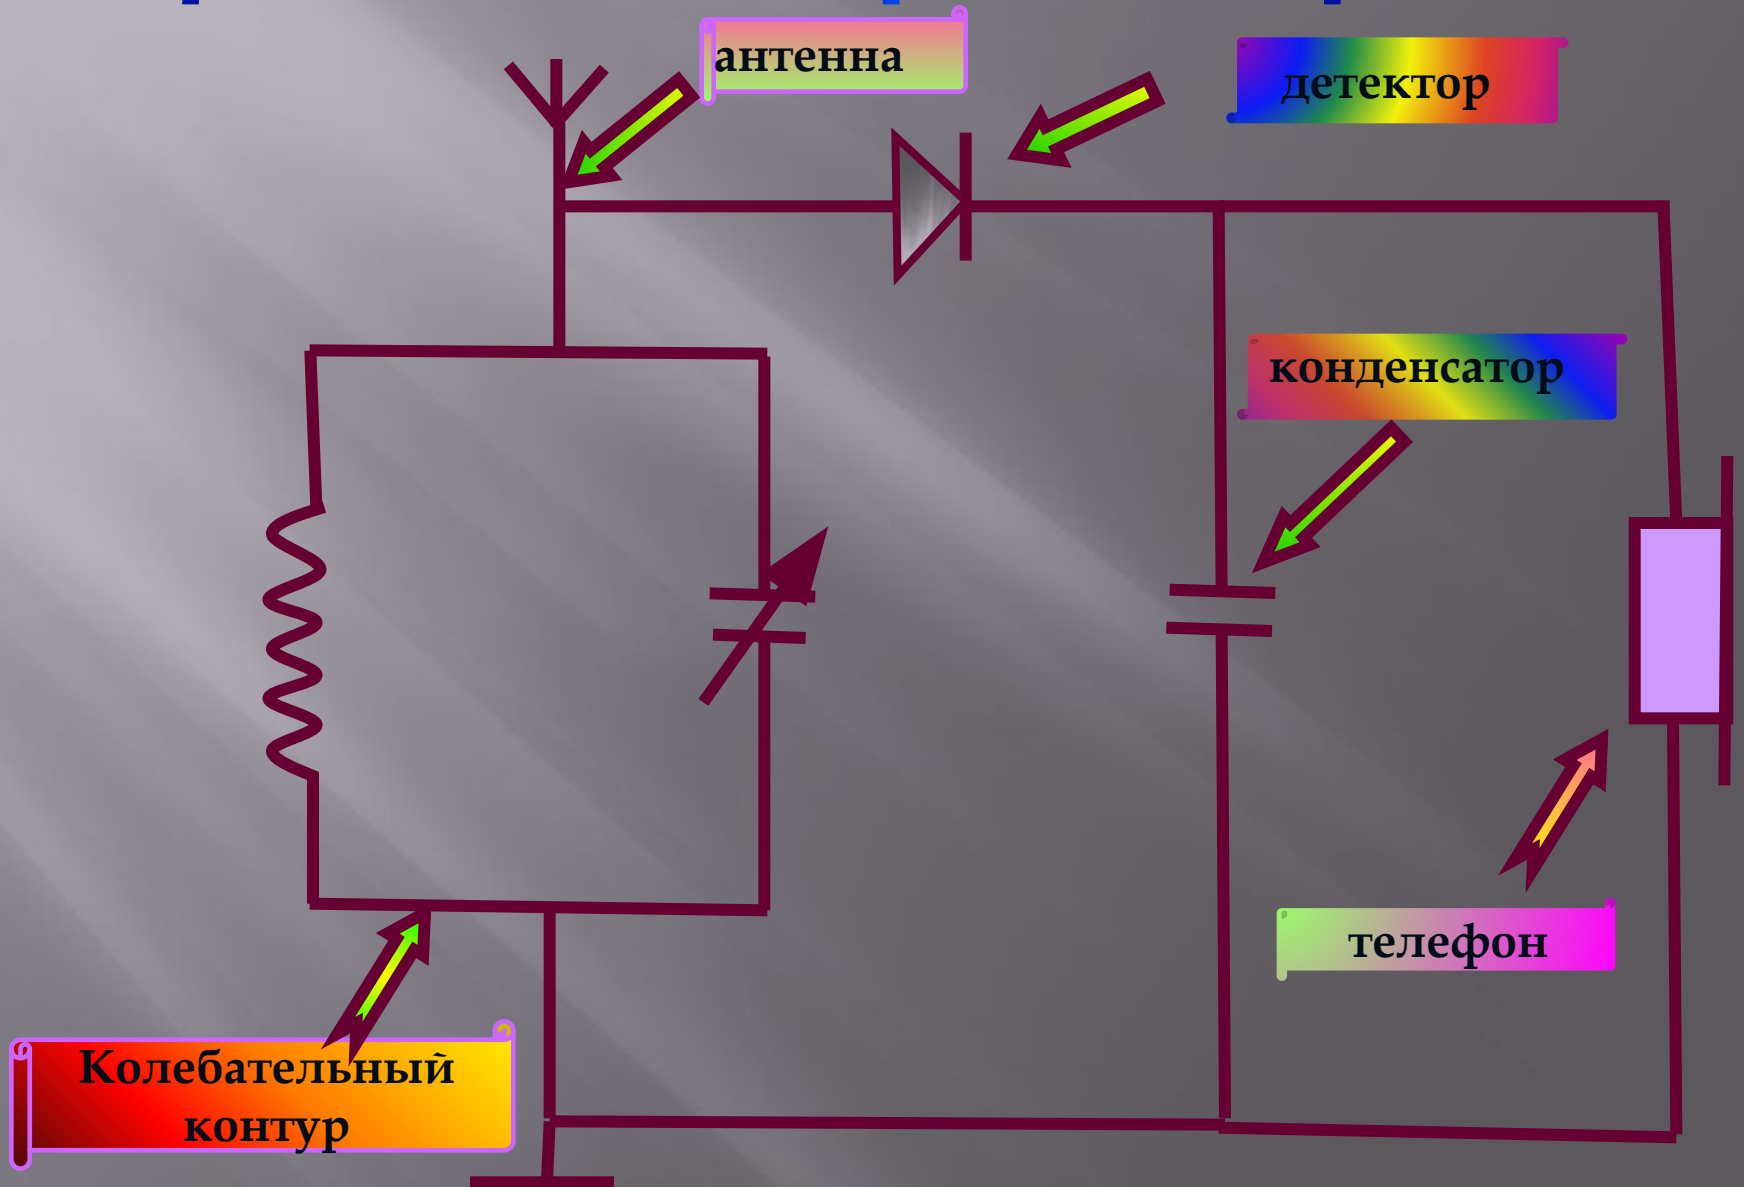 антенна
детектор
конденсатор
телефон
Колебательный
контур